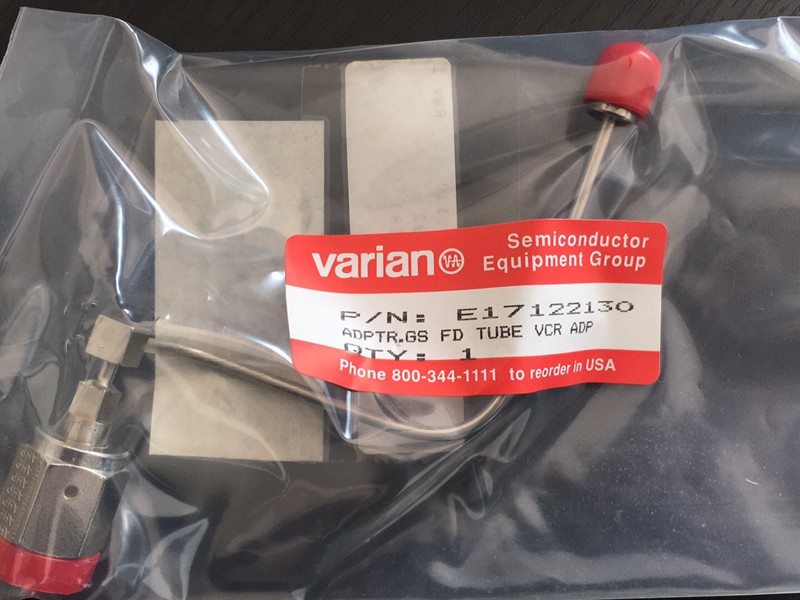 varian
Semiconductor
Equipment Group
P/N: E17122130
ADPTR.GS FD TUBE VCR ADP
QTY: 1
Phone 800-344-1111 to reorder in USA